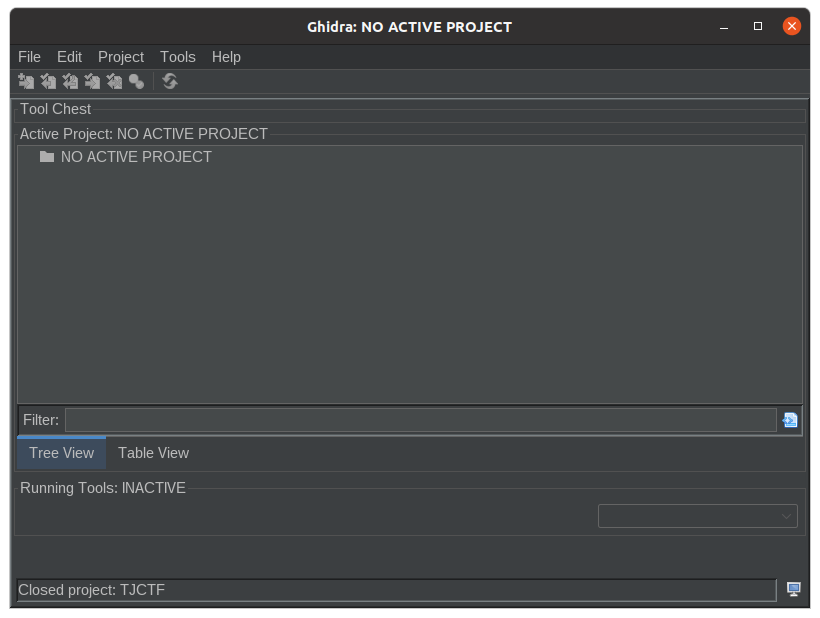 Ghidra: NO ACTIVE PROJECT
File Edit Project Tools Help
Tool Chest
Active Project: NO ACTIVE PROJECT
NO ACTIVE PROJECT
Filter:
Tree View Table View
Running Tools: INACTIVE
Closed project: TJCTF